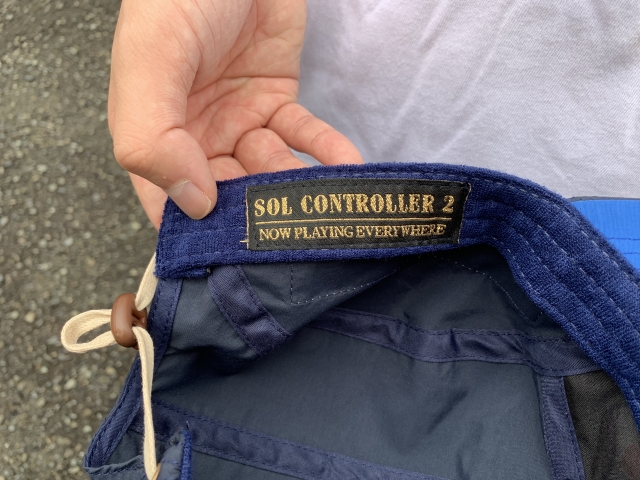 SOL CONTROLLER 2
NOW PLAYING EVERYWHERE